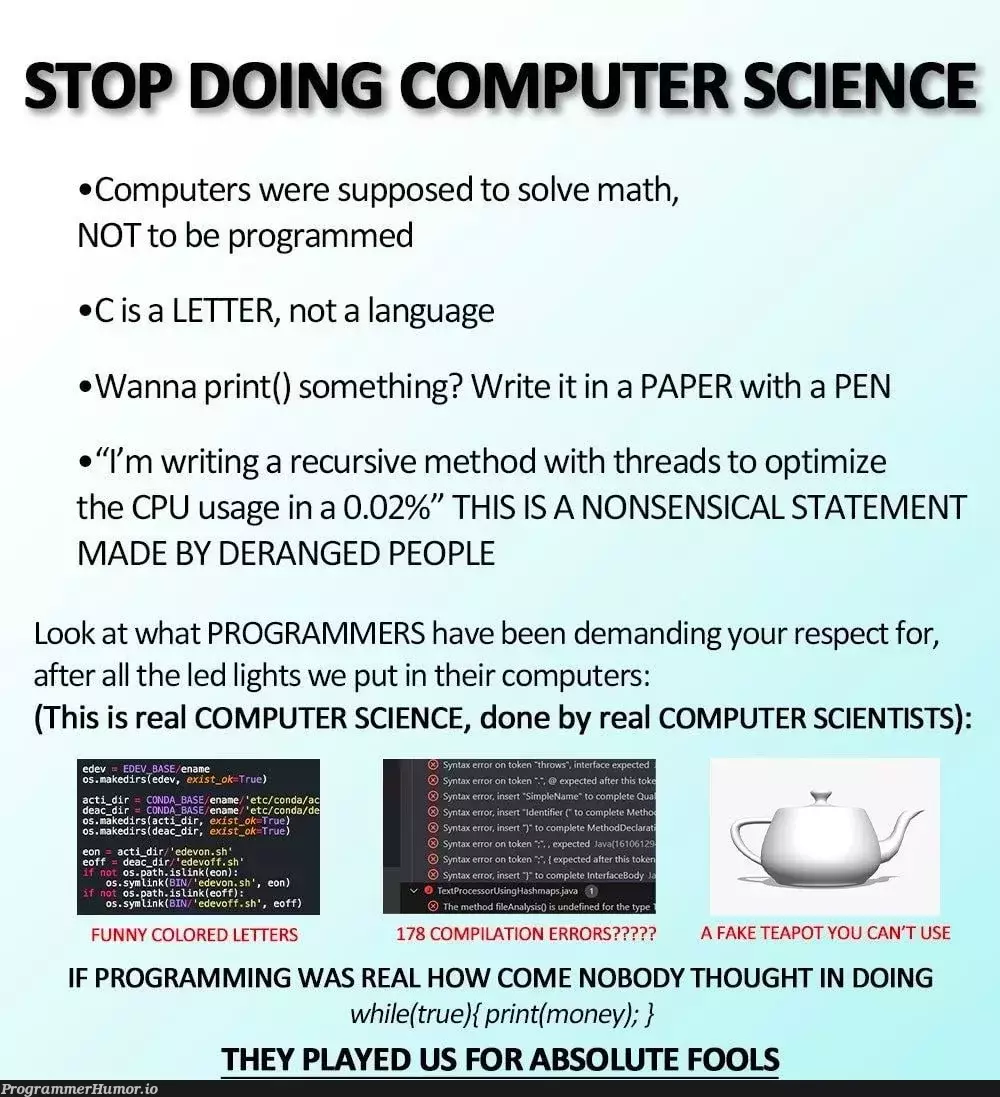 STOP DOING COMPUTER SCIENCE
•Computers were supposed to solve math,
NOT to be programmed
•C is a LETTER, not a language
•Wanna print() something? Write it in a PAPER with a PEN
•“I’m writing a recursive method with threads to optimize
the CPU usage in a 0.02%” THIS IS A NONSENSICAL STATEMENT
MADE BY DERANGED PEOPLE
Look at what PROGRAMMERS have been demanding your respect for,
after all the led lights we put in their computers:
(This is real COMPUTER SCIENCE, done by real COMPUTER SCIENTISTS):
edev = EDEV_BASE/ename
os.makedirs(edev, exist_ok=True)
acti_dir = CONDA_BASE/ename/'etc/conda/ac
deac_dir = CONDA_BASE/ename/'etc/conda/de
os.makedirs(acti_dir, exist_ok=True)
os.makedirs(deac_dir, exist_ok=True)
eon = acti_dir/'edevon.sh'
eoff = deac_dir/'edevoff.sh'
if not os.path.islink(eon):
os.symlink(BIN/'edevon.sh', eon)
if not os.path.islink(eoff):
os.symlink(BIN/'edevoff.sh', eoff)
Syntax error on token "throws", interface expected
Syntax error on token ".", @ expected after this toke
Syntax error, insert "SimpleName" to complete Qual
Syntax error, insert "Identifier (" to complete Metho
Syntax error, insert ")" to complete MethodDeclarati
Syntax error on token ";", , expected Java(16106129
Syntax error on token ";", { expected after this token
Syntax error, insert "}" to complete InterfaceBody Ja
TextProcessorUsingHashmaps.java 1
The method fileAnalysis() is undefined for the type T
FUNNY COLORED LETTERS
178 COMPILATION ERRORS?????
A FAKE TEAPOT YOU CAN’T USE
IF PROGRAMMING WAS REAL HOW COME NOBODY THOUGHT IN DOING
while(true){ print(money); }
THEY PLAYED US FOR ABSOLUTE FOOLS
ProgrammerHumor.io